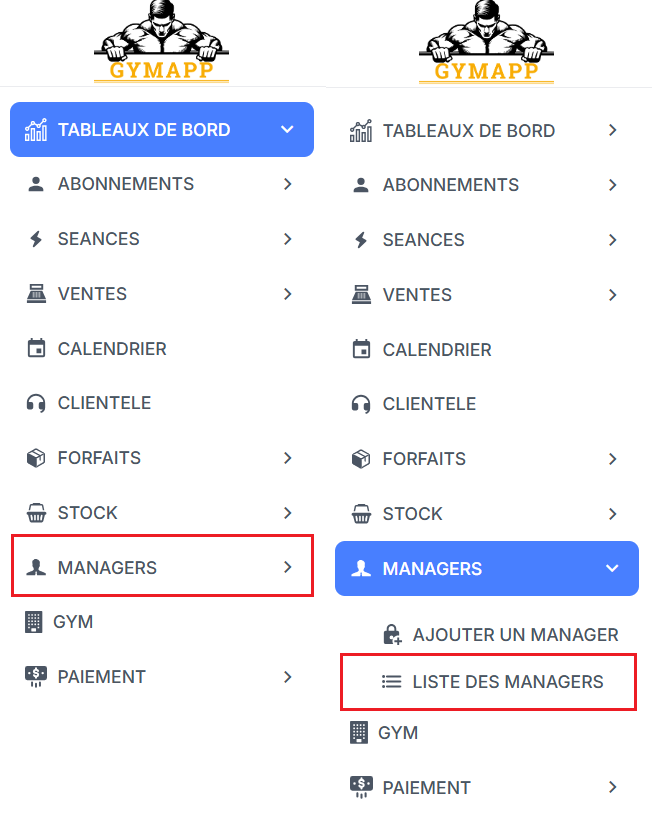 GYMAPP
TABLEAUX DE BORD
ABONNEMENTS
SEANCES
VENTES
CALENDRIER
CLIENTELE
FORFAITS
STOCK
MANAGERS
GYM
PAIEMENT
GYMAPP
TABLEAUX DE BORD
ABONNEMENTS
SEANCES
VENTES
CALENDRIER
CLIENTELE
FORFAITS
STOCK
MANAGERS
AJOUTER UN MANAGER
LISTE DES MANAGERS
GYM
PAIEMENT